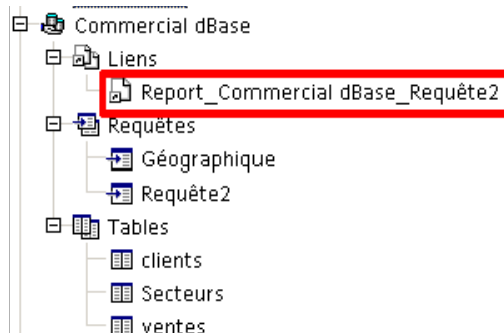 Commercial dBase
Liens
Report_Commercial dBase_Requête2
Requêtes
Géographique
Requête2
Tables
clients
Secteurs
ventes